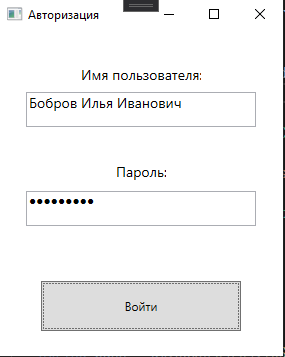 Авторизация
Имя пользователя:
Бобров Илья Иванович
Пароль:
•••••••••
Войти